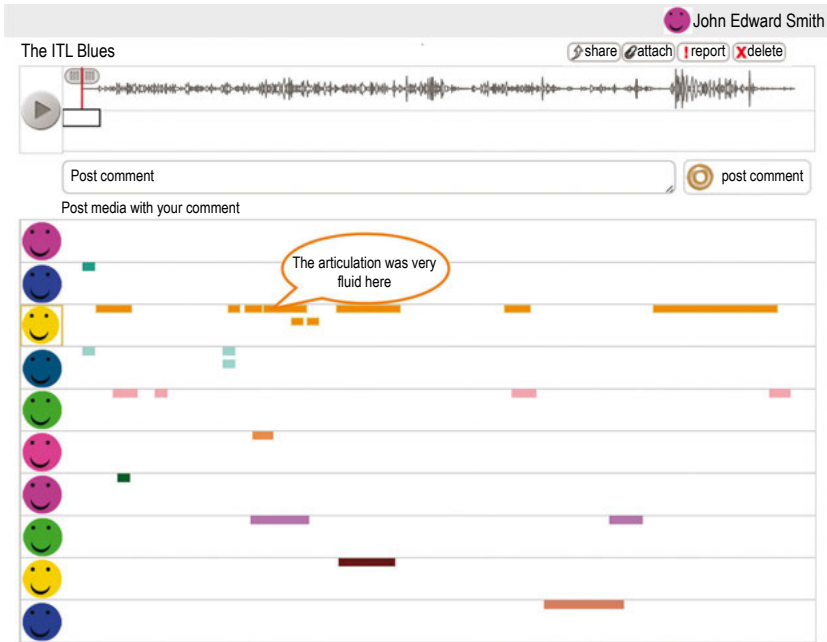 John Edward Smith
The ITL Blues
share attach ! report X delete
Post comment
post comment
Post media with your comment
The articulation was very
fluid here